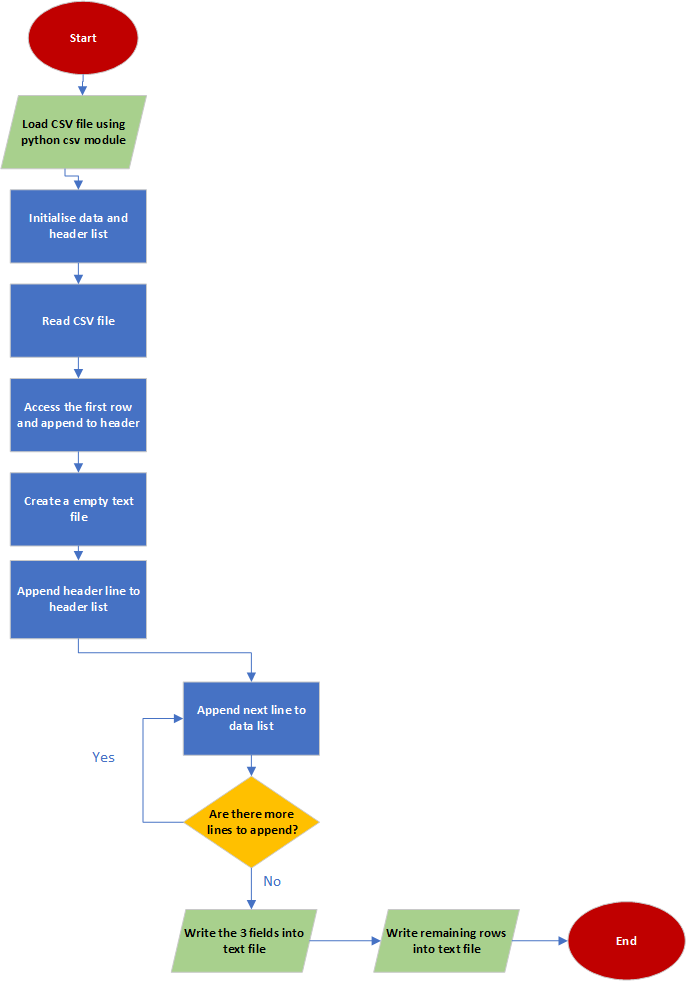 Start
Load CSV file using
python csv module
Initialise data and
header list
Read CSV file
Access the first row
and append to header
Create a empty text
file
Append header line to
header list
Append next line to
data list
Yes
Are there more
lines to append?
No
Write the 3 fields into
text file
Write remaining rows
into text file
End